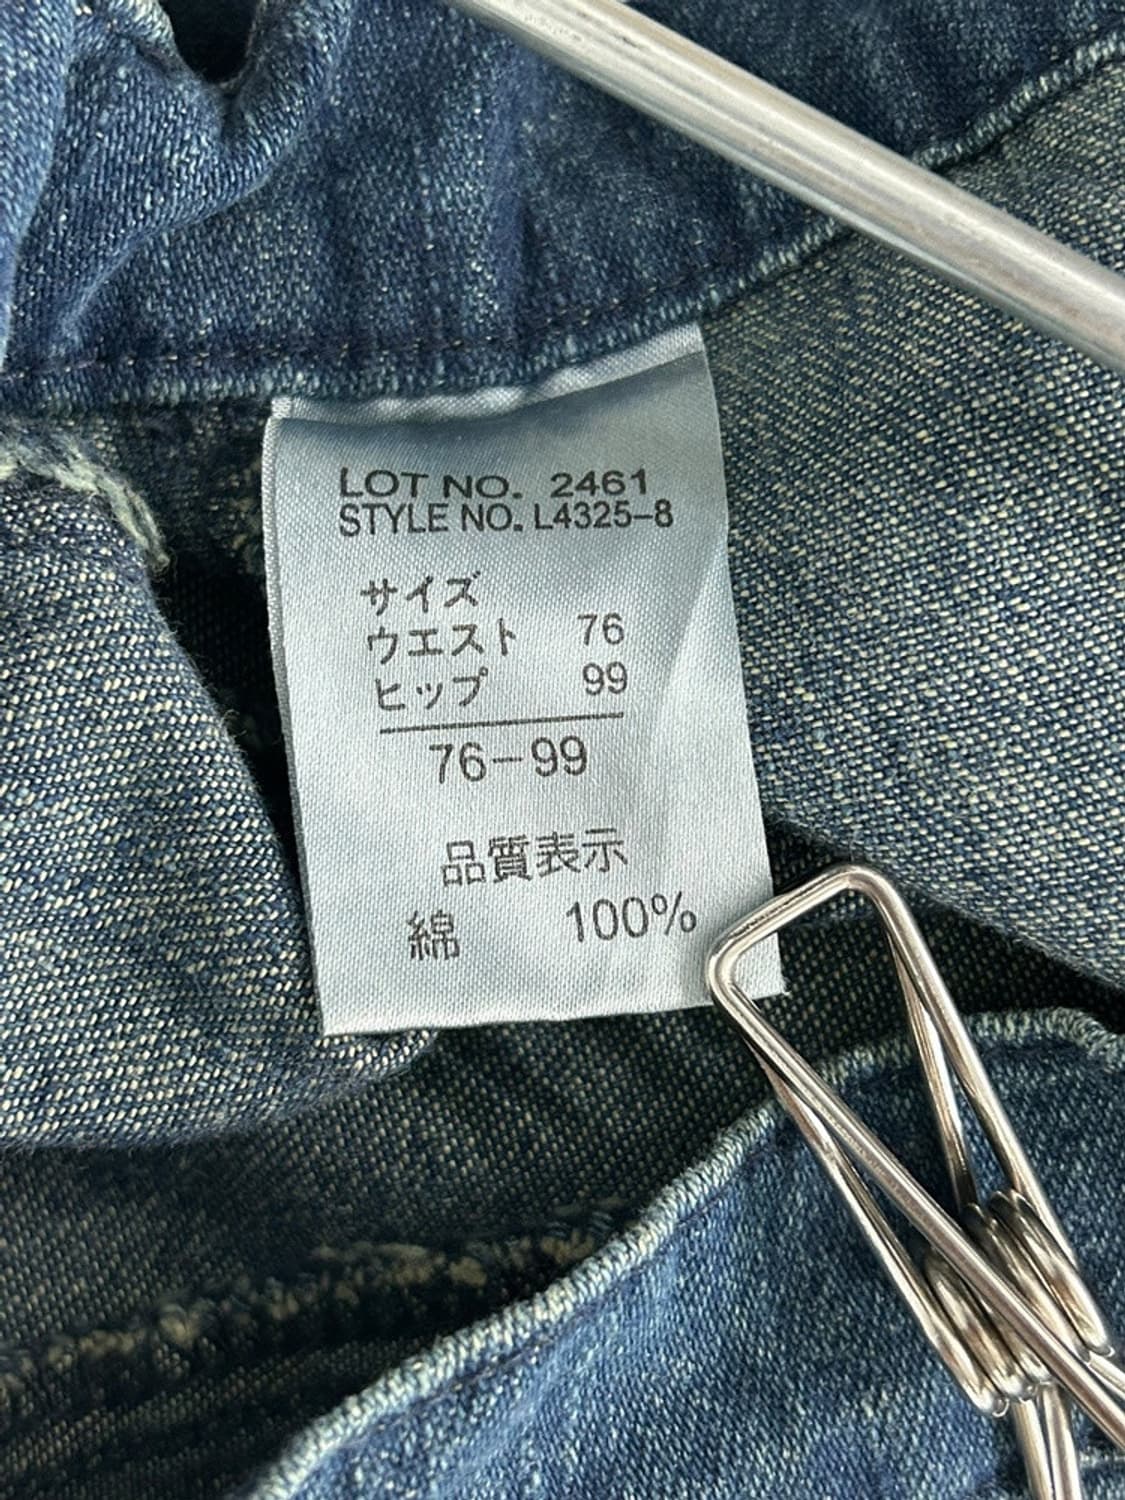 LOT NO. 2461
STYLE NO. L4325-8
サイズ
ウエスト 76
ヒップ 99
76-99
品質表示
綿 100%